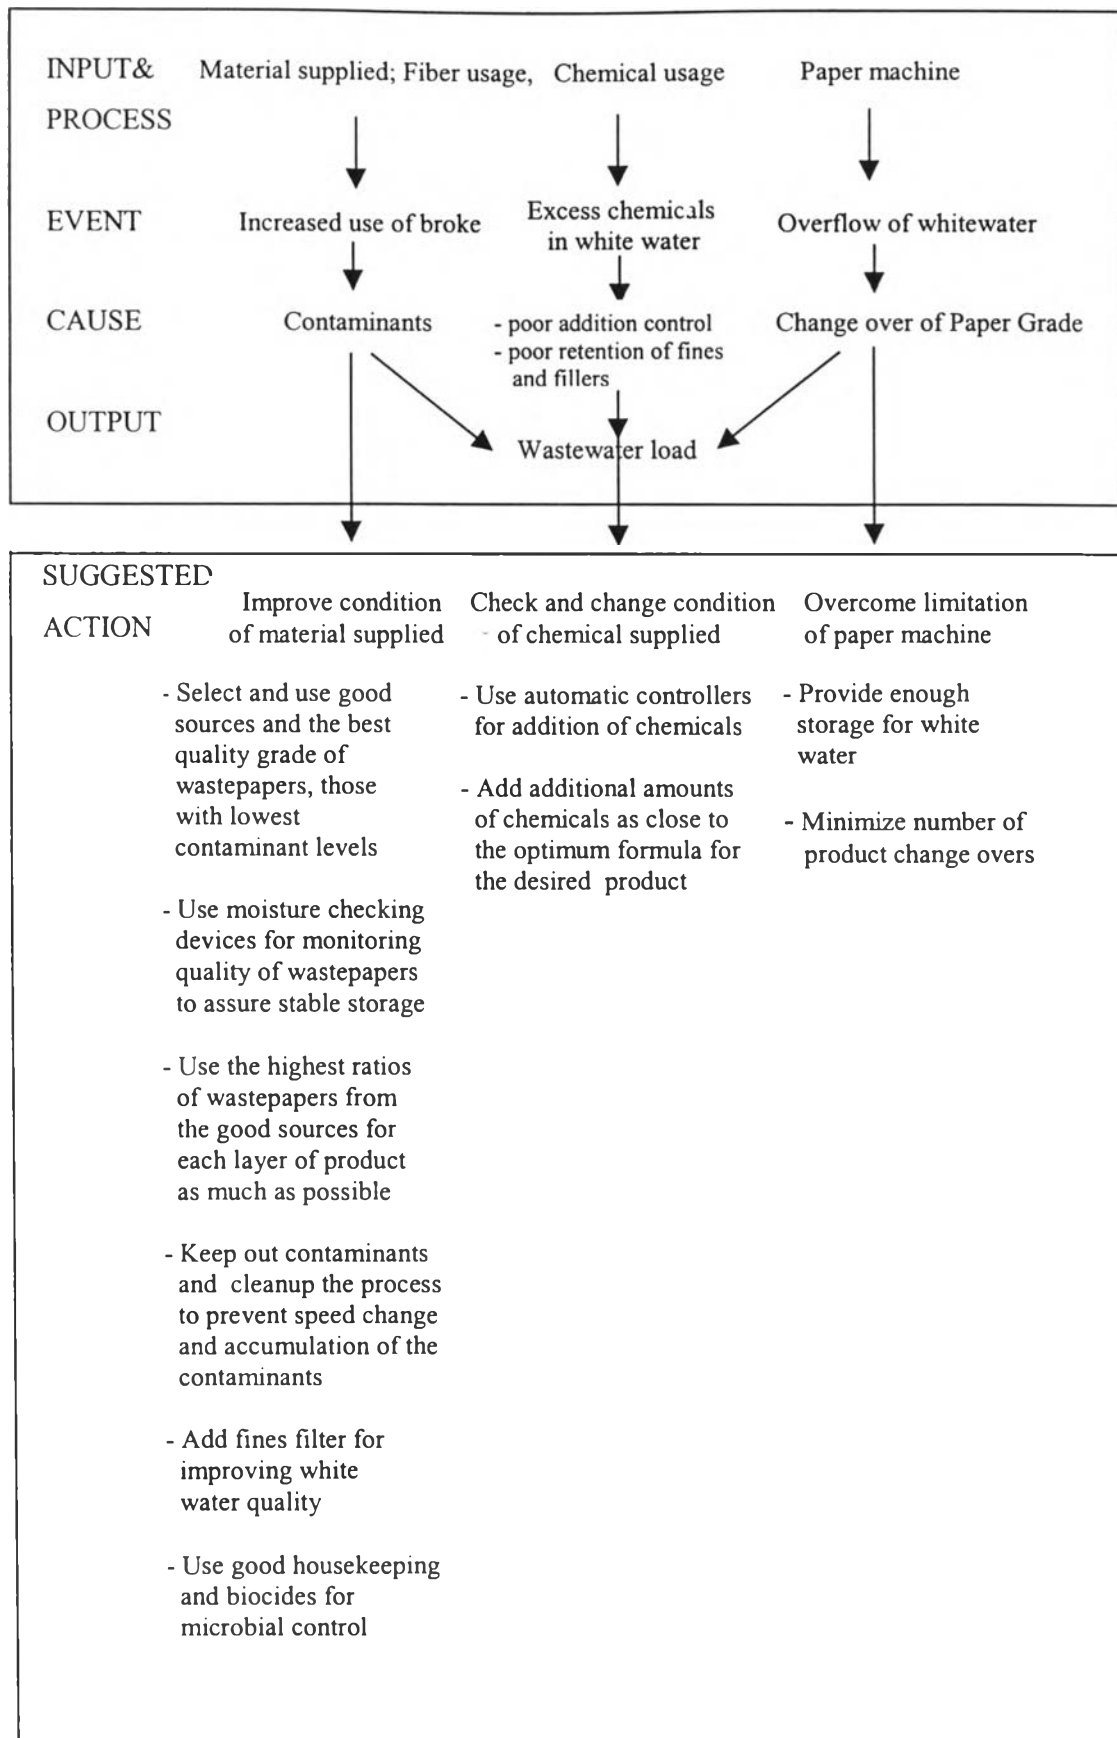 INPUT& Material supplied; Fiber usage, Chemical usage Paper machine
PROCESS
EVENT Increased use of broke Excess chemicals in white water Overflow of whitewater
CAUSE Contaminants - poor addition control Change over of Paper Grade
- poor retention of fines
and fillers
OUTPUT
Wastewater load
SUGGESTED
ACTION
Improve condition
of material supplied
- Select and use good
sources and the best
quality grade of
wastepapers, those
with lowest
contaminant levels
- Use moisture checking
devices for monitoring
quality of wastepapers
to assure stable storage
- Use the highest ratios
of wastepapers from
the good sources for
each layer of product
as much as possible
- Keep out contaminants
and cleanup the process
to prevent speed change
and accumulation of the
contaminants
- Add fines filter for
improving white
water quality
- Use good housekeeping
and biocides for
microbial control
Check and change condition
of chemical supplied
- Use automatic controllers
for addition of chemicals
- Add additional amounts
of chemicals as close to
the optimum formula for
the desired product
Overcome limitation
of paper machine
- Provide enough
storage for white
water
- Minimize number of
product change overs